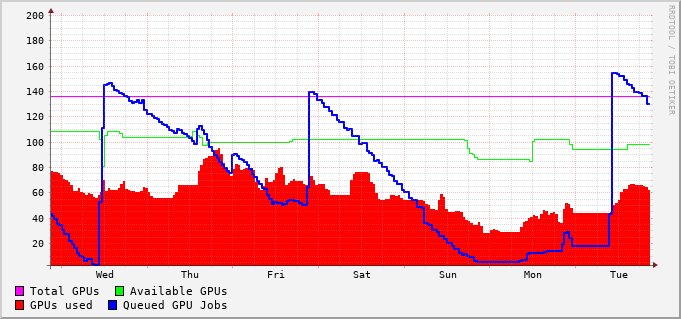 200
180
160
140
120
100
80
60
40
20
Wed Thu Fri Sat Sun Mon Tue
Total GPUs Available GPUs
GPUs used Queued GPU Jobs
RRDTOOL / TOBI OETIKER